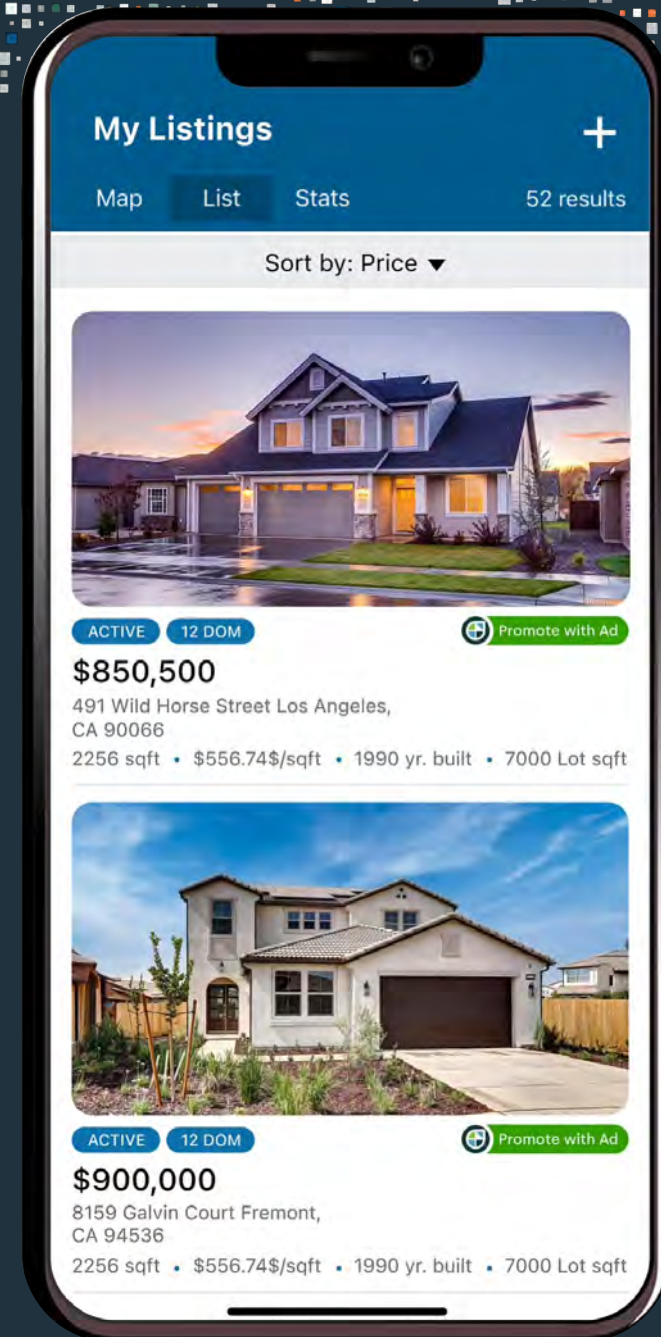 My Listings
+
Map List Stats 52 results
Sort by: Price ▼
ACTIVE 12 DOM Promote with Ad
$850,500
491 Wild Horse Street Los Angeles,
CA 90066
2256 sqft • $556.74$/sqft • 1990 yr. built • 7000 Lot sqft
ACTIVE 12 DOM Promote with Ad
$900,000
8159 Galvin Court Fremont,
CA 94536
2256 sqft • $556.74$/sqft • 1990 yr. built • 7000 Lot sqft